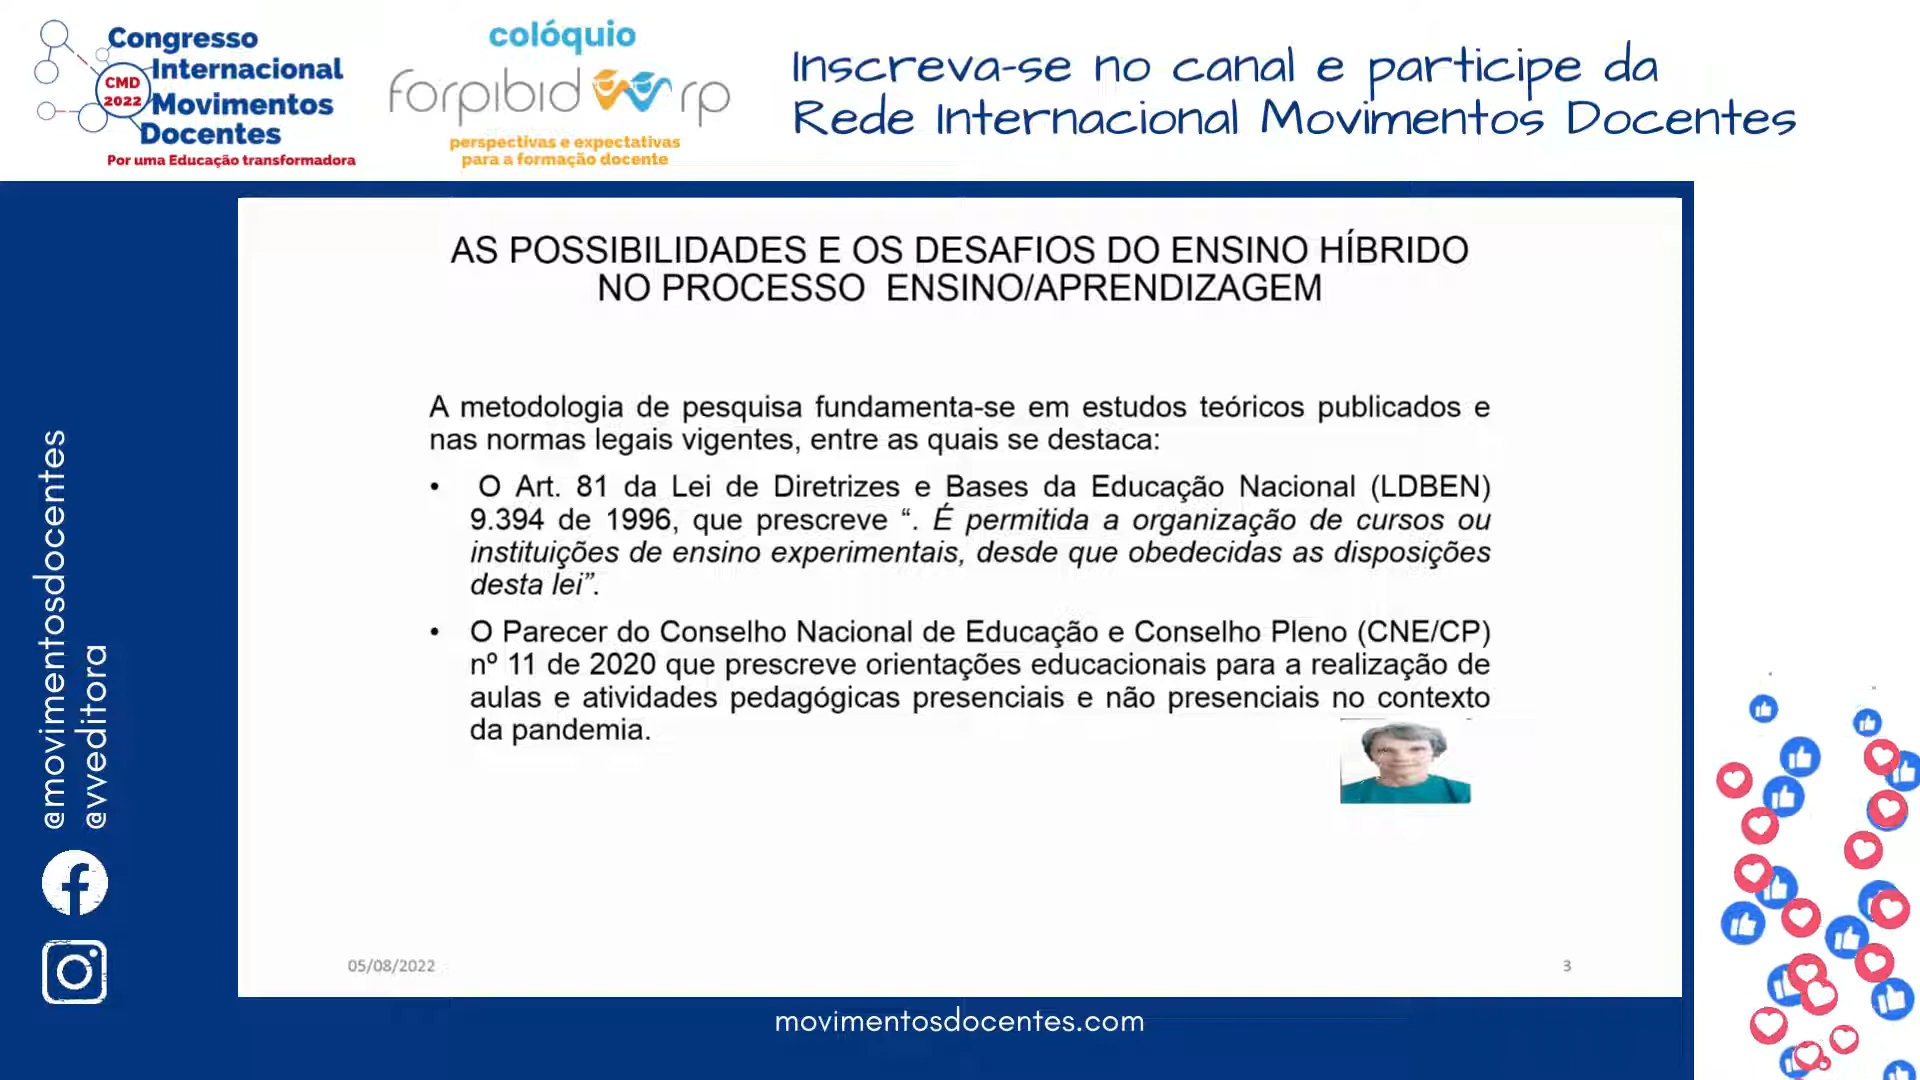 Congresso
Internacional
CMD
2022
Movimentos
Docentes
Por uma Educação transformadora
colóquio
forpibid rp
perspectivas e expectativas
para a formação docente
Inscreva-se no canal e participe da
Rede Internacional Movimentos Docentes
@movimentosdocentes
@vveditora
AS POSSIBILIDADES E OS DESAFIOS DO ENSINO HÍBRIDO
NO PROCESSO ENSINO/APRENDIZAGEM
A metodologia de pesquisa fundamenta-se em estudos teóricos publicados e
nas normas legais vigentes, entre as quais se destaca:
• O Art. 81 da Lei de Diretrizes e Bases da Educação Nacional (LDBEN)
9.394 de 1996, que prescreve “. É permitida a organização de cursos ou
instituições de ensino experimentais, desde que obedecidas as disposições
desta lei”.
• O Parecer do Conselho Nacional de Educação e Conselho Pleno (CNE/CP)
nº 11 de 2020 que prescreve orientações educacionais para a realização de
aulas e atividades pedagógicas presenciais e não presenciais no contexto
da pandemia.
05/08/2022
3
movimentosdocentes.com